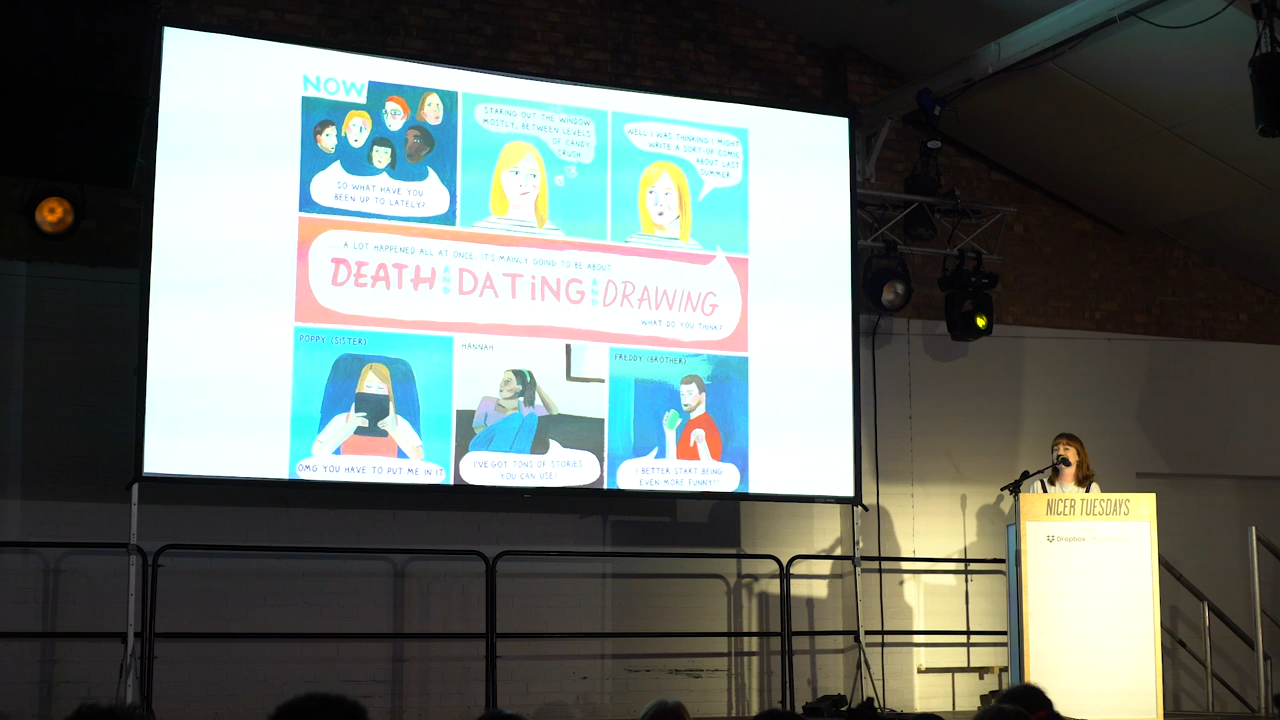 NOW
SO WHAT HAVE YOU
BEEN UP TO LATELY?
STARING OUT THE WINDOW
MOSTLY, BETWEEN LEVELS
OF CANDY
CRUSH...
WELL I WAS THINKING I MIGHT
WRITE A SORT-OF COMIC
ABOUT LAST
SUMMER...
... A LOT HAPPENED ALL AT ONCE. IT'S MAINLY GOING TO BE ABOUT
DEATH AND DATING AND DRAWING
WHAT DO YOU THINK?
POPPY (SISTER)
OMG YOU HAVE TO PUT ME IN IT
HANNAH
I'VE GOT TONS OF STORIES
YOU CAN USE!
FREDDY (BROTHER)
I BETTER START BEING
EVEN MORE FUNNY!!
NICER TUESDAYS
Dropbox